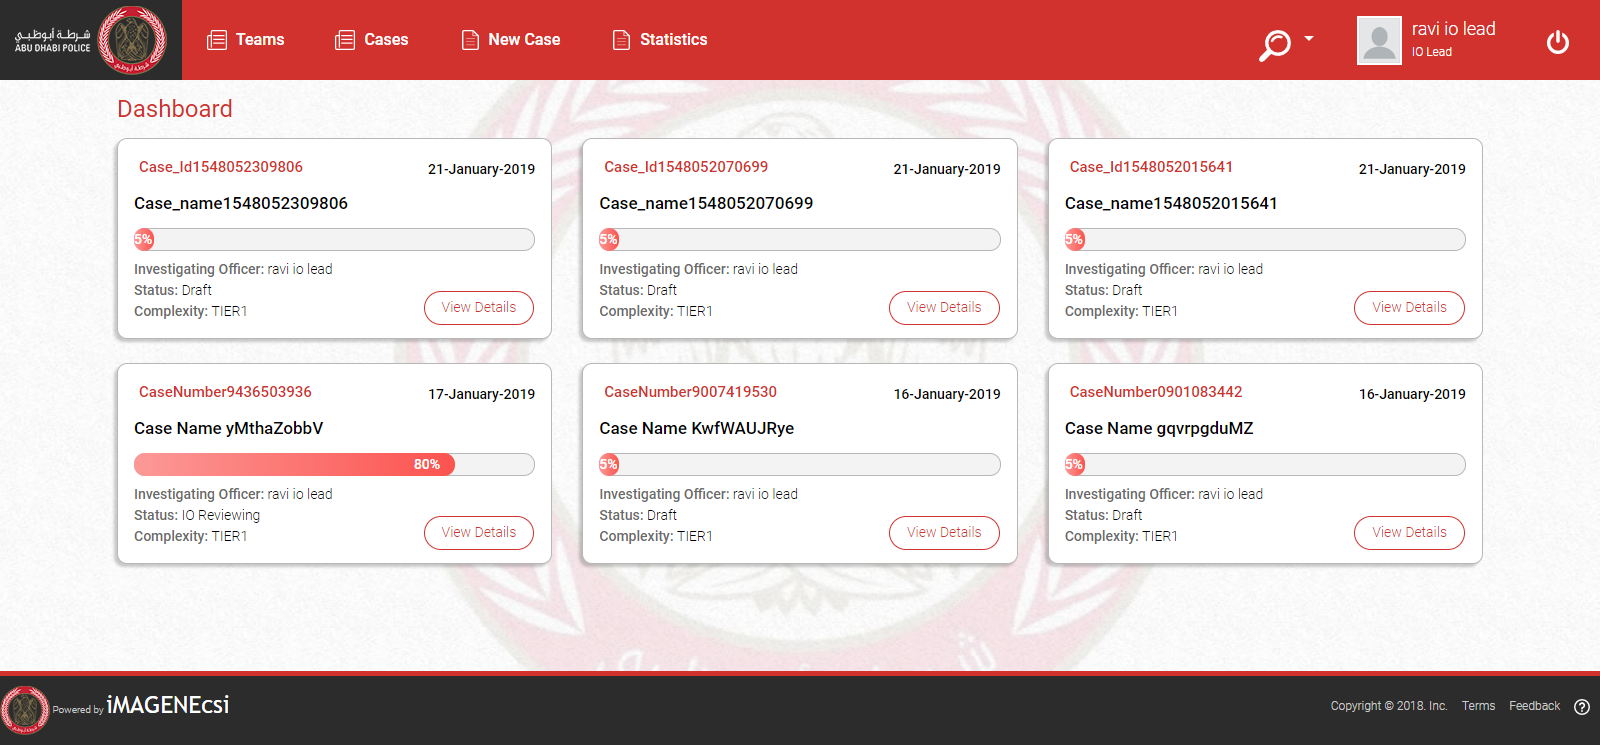 شرطة أبوظبي
ABU DHABI POLICE
Teams
Cases
New Case
Statistics
ravi io lead
IO Lead
Dashboard
Case_Id1548052309806
21-January-2019
Case_name1548052309806
5%
Investigating Officer: ravi io lead
Status: Draft
Complexity: TIER1
View Details
Case_Id1548052070699
21-January-2019
Case_name1548052070699
5%
Investigating Officer: ravi io lead
Status: Draft
Complexity: TIER1
View Details
Case_Id1548052015641
21-January-2019
Case_name1548052015641
5%
Investigating Officer: ravi io lead
Status: Draft
Complexity: TIER1
View Details
CaseNumber9436503936
17-January-2019
Case Name yMthaZobbV
80%
Investigating Officer: ravi io lead
Status: IO Reviewing
Complexity: TIER1
View Details
CaseNumber9007419530
16-January-2019
Case Name KwfWAUJRye
5%
Investigating Officer: ravi io lead
Status: Draft
Complexity: TIER1
View Details
CaseNumber0901083442
16-January-2019
Case Name gqvrpgduMZ
5%
Investigating Officer: ravi io lead
Status: Draft
Complexity: TIER1
View Details
Powered by iMAGENEcsi
Copyright © 2018. Inc.
Terms
Feedback